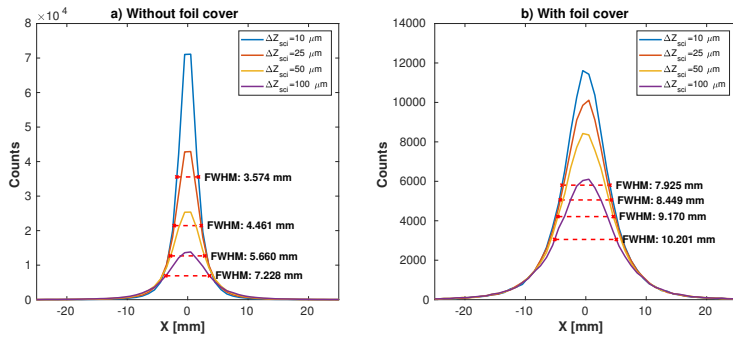 a) Without foil cover
×10⁴
8
7
6
5
4
3
2
1
0
Counts
-20 -10 0 10 20
X [mm]
ΔZsci=10 μm
ΔZsci=25 μm
ΔZsci=50 μm
ΔZsci=100 μm
FWHM: 3.574 mm
FWHM: 4.461 mm
FWHM: 5.660 mm
FWHM: 7.228 mm
b) With foil cover
14000
12000
10000
8000
6000
4000
2000
0
Counts
-20 -10 0 10 20
X [mm]
ΔZsci=10 μm
ΔZsci=25 μm
ΔZsci=50 μm
ΔZsci=100 μm
FWHM: 7.925 mm
FWHM: 8.449 mm
FWHM: 9.170 mm
FWHM: 10.201 mm